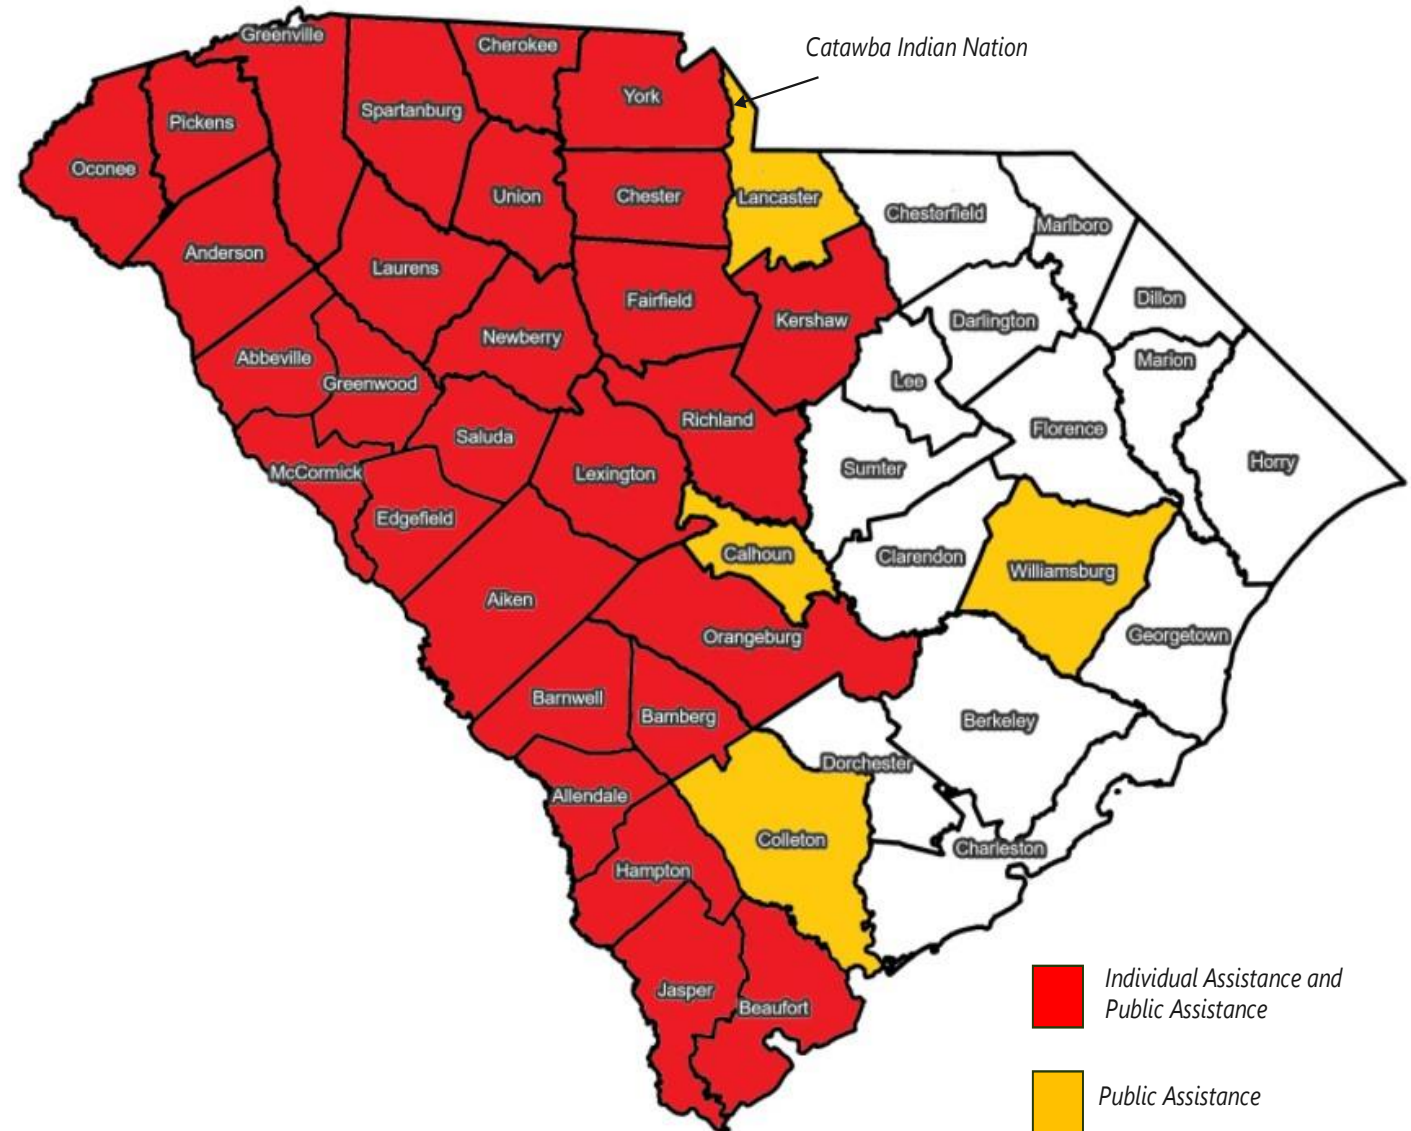 Greenville
Cherokee
Catawba Indian Nation
York
Spartanburg
Pickens
Oconee
Union
Chester
Lancaster
Chesterfield
Marlboro
Anderson
Laurens
Fairfield
Dillon
Kershaw
Darlington
Newberry
Abbeville
Marion
Greenwood
Lee
Richland
Florence
Saluda
Horry
McCormick
Lexington
Sumter
Edgefield
Calhoun
Clarendon
Williamsburg
Aiken
Orangeburg
Georgetown
Barnwell
Bamberg
Berkeley
Dorchester
Allendale
Colleton
Charleston
Hampton
Jasper
Beaufort
Individual Assistance and
Public Assistance
Public Assistance